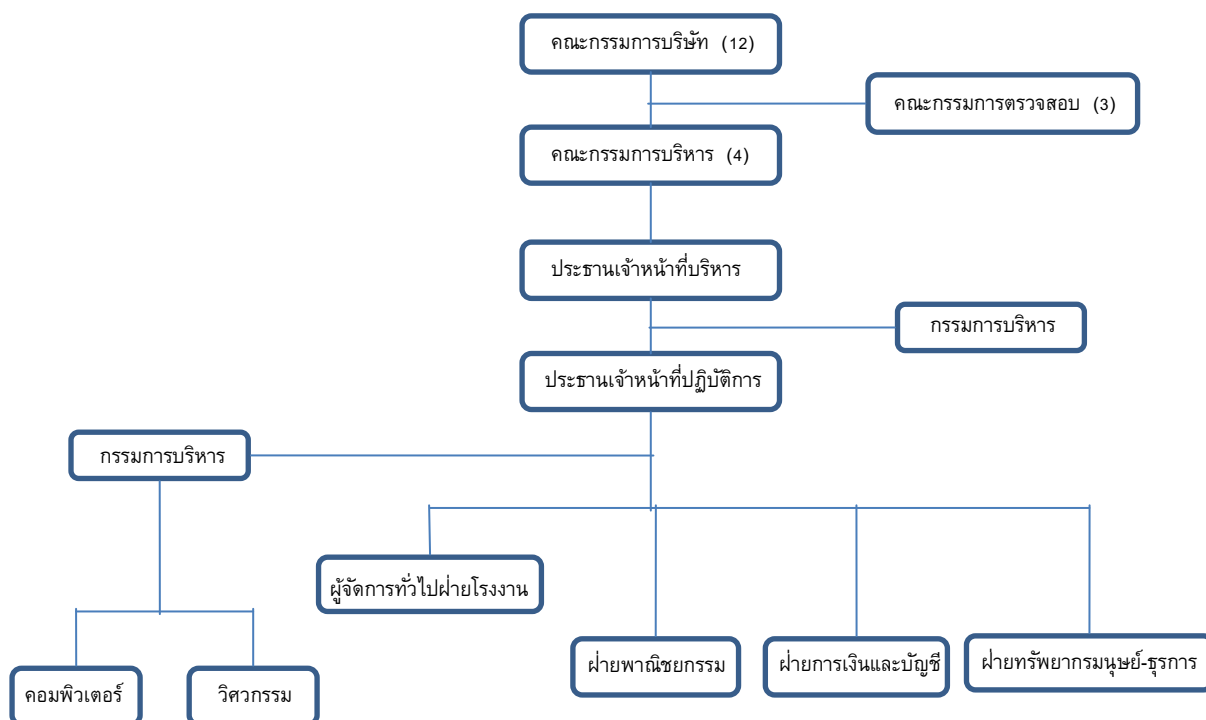 คณะกรรมการบริษัท (12)
คณะกรรมการตรวจสอบ (3)
คณะกรรมการบริหาร (4)
ประธานเจ้าหน้าที่บริหาร
กรรมการบริหาร
ประธานเจ้าหน้าที่ปฏิบัติการ
กรรมการบริหาร
ผู้จัดการทั่วไปฝ่ายโรงงาน
ฝ่ายพาณิชยกรรม
ฝ่ายการเงินและบัญชี
ฝ่ายทรัพยากรมนุษย์-ธุรการ
คอมพิวเตอร์
วิศวกรรม